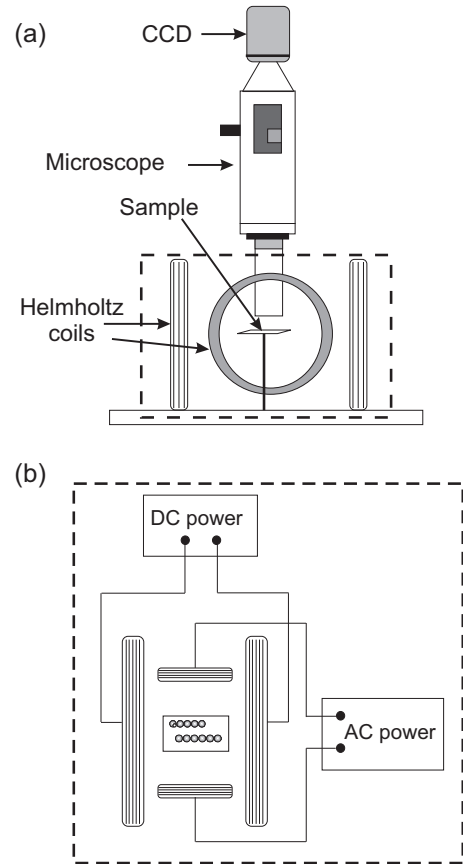 (a)
CCD
Microscope
Sample
Helmholtz
coils
(b)
DC power
AC power